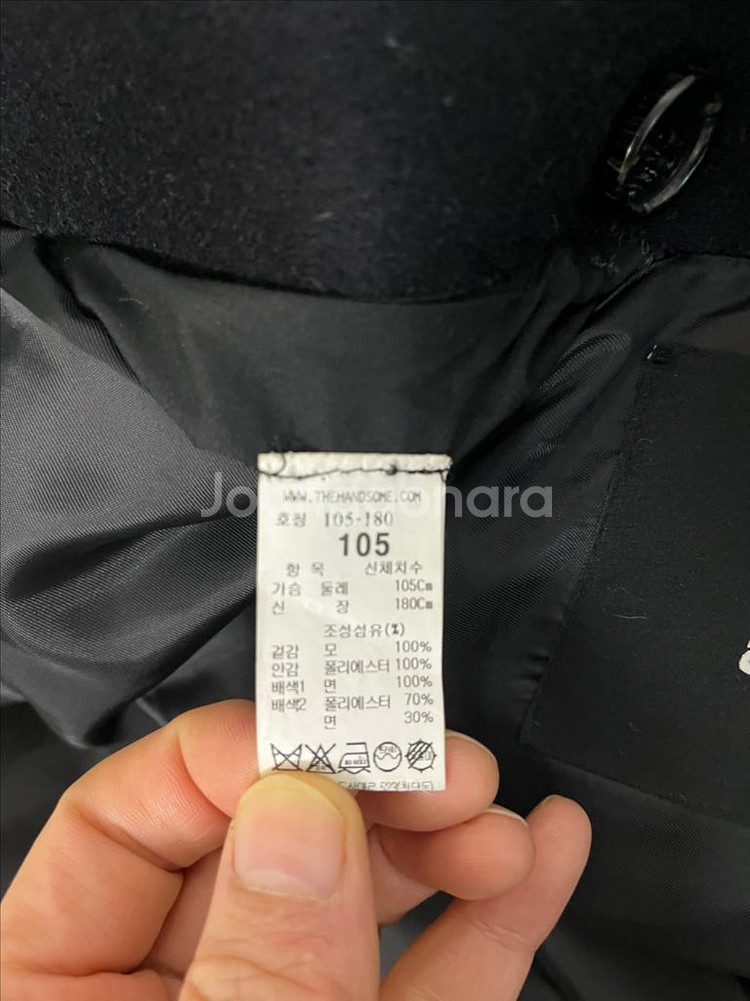 WWW.THEHANDSOME.COM
호칭 105-180
105
항 목 신체치수
가슴 둘레 105Cm
신 장 180Cm
조성섬유(%)
겉감 모 100%
안감 폴리에스터 100%
배색1 면 100%
배색2 폴리에스터 70%
면 30%